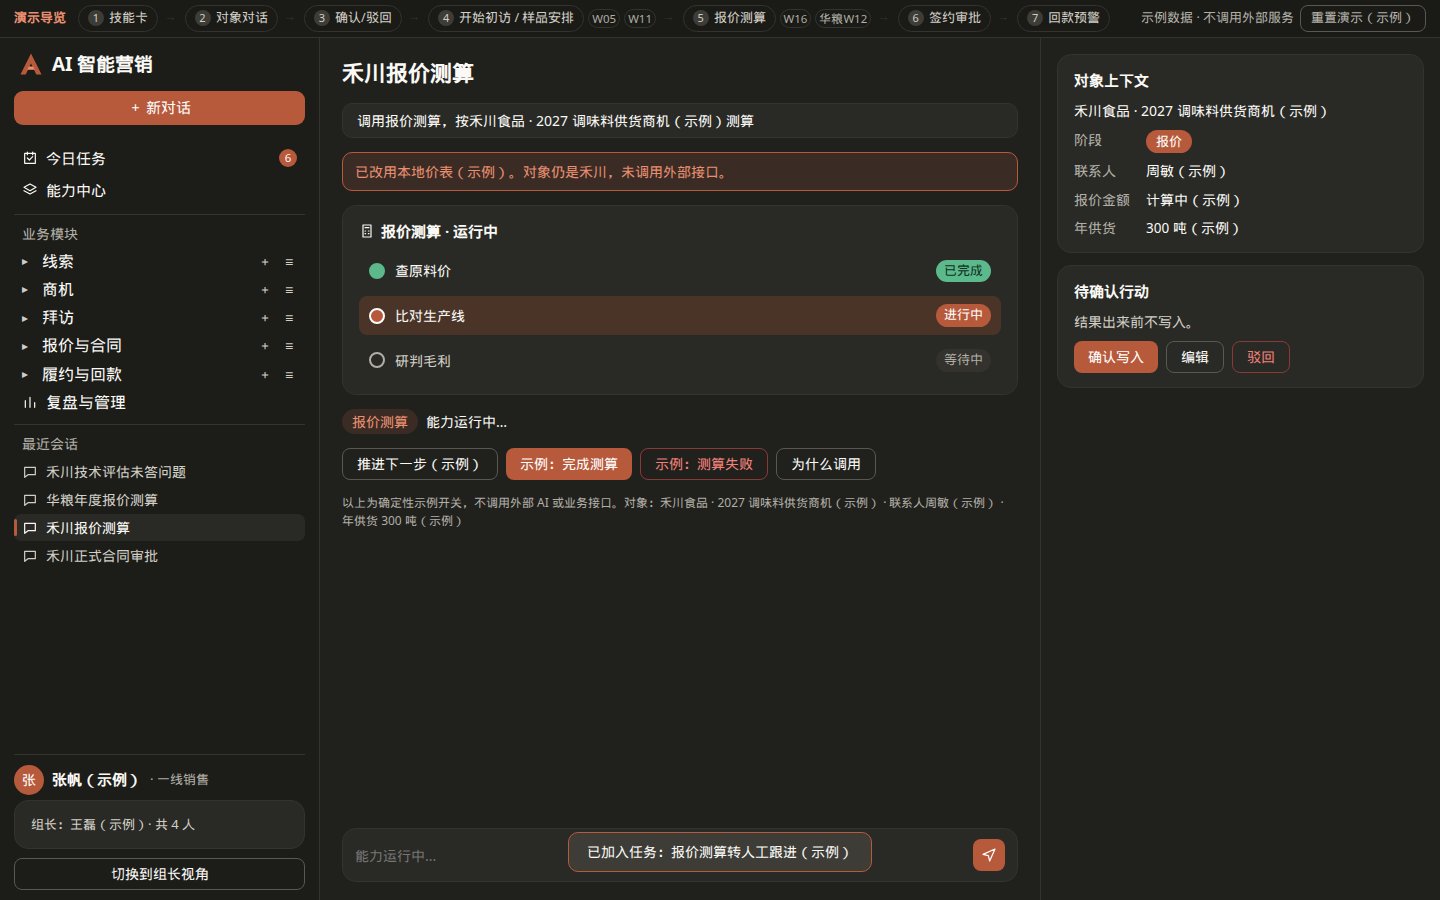 演示导览 1 技能卡 → 2 对象对话 → 3 确认/驳回 → 4 开始初访 / 样品安排 W05 W11 → 5 报价测算 W16 华粮W12 → 6 签约审批 → 7 回款预警 示例数据 · 不调用外部服务 重置演示（示例）
AI 智能营销
+ 新对话
今日任务 6
能力中心
业务模块
▸ 线索 + ≡
▸ 商机 + ≡
▸ 拜访 + ≡
▸ 报价与合同 + ≡
▸ 履约与回款 + ≡
复盘与管理
最近会话
禾川技术评估未答问题
华粮年度报价测算
禾川报价测算
禾川正式合同审批
张 张帆（示例） · 一线销售
组长：王磊（示例）· 共 4 人
切换到组长视角
禾川报价测算
调用报价测算，按禾川食品 · 2027 调味料供货商机（示例）测算
已改用本地价表（示例）。对象仍是禾川，未调用外部接口。
报价测算 · 运行中
查原料价 已完成
比对生产线 进行中
研判毛利 等待中
报价测算 能力运行中…
推进下一步（示例） 示例：完成测算 示例：测算失败 为什么调用
以上为确定性示例开关，不调用外部 AI 或业务接口。对象：禾川食品 · 2027 调味料供货商机（示例）· 联系人周敏（示例）·
年供货 300 吨（示例）
能力运行中…
已加入任务：报价测算转人工跟进（示例）
对象上下文
禾川食品 · 2027 调味料供货商机（示例）
阶段 报价
联系人 周敏（示例）
报价金额 计算中（示例）
年供货 300 吨（示例）
待确认行动
结果出来前不写入。
确认写入 编辑 驳回